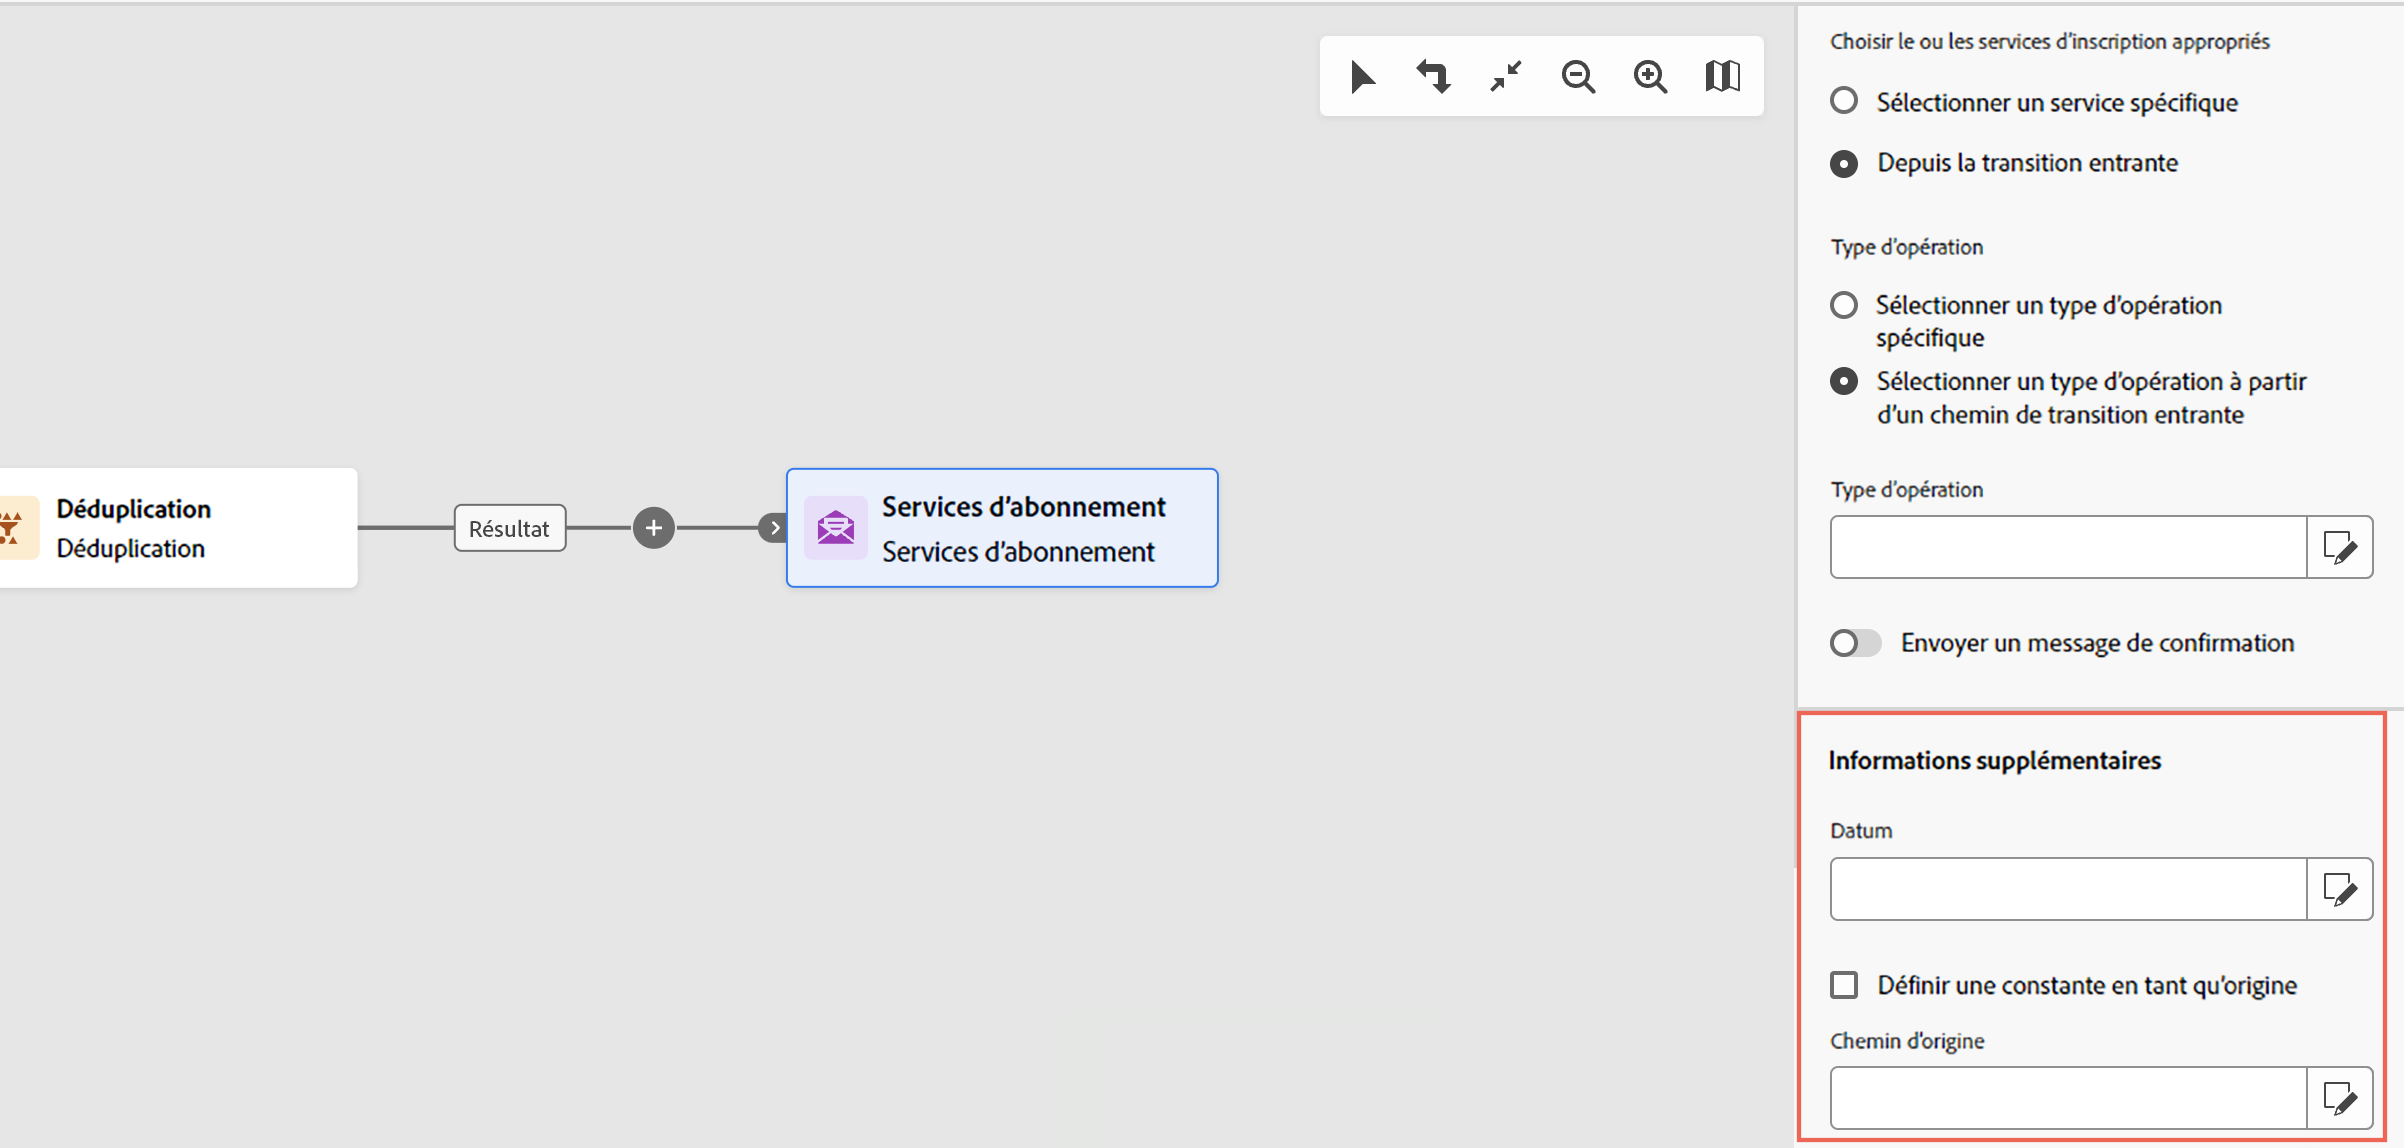 Choisir le ou les services d'inscription appropriés
Sélectionner un service spécifique
Depuis la transition entrante
Type d'opération
Sélectionner un type d'opération
spécifique
Sélectionner un type d'opération à partir
d'un chemin de transition entrante
Type d'opération
Envoyer un message de confirmation
Informations supplémentaires
Datum
Définir une constante en tant qu'origine
Chemin d'origine
Déduplication
Déduplication
Résultat
Services d'abonnement
Services d'abonnement